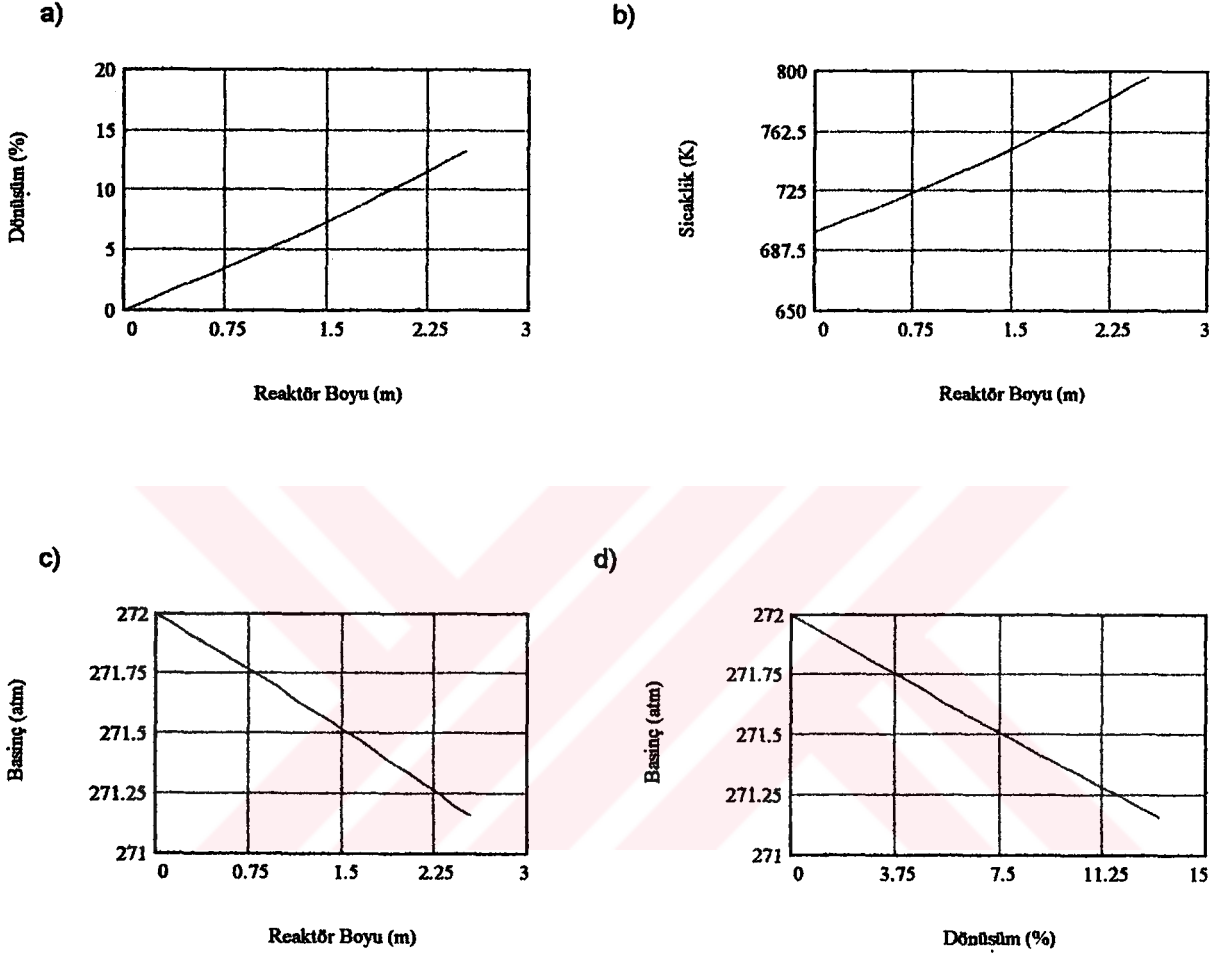 a)
20
15
10
5
0
0 0.75 1.5 2.25 3
Dönüşüm (%)
Reaktör Boyu (m)
b)
800
762.5
725
687.5
650
0 0.75 1.5 2.25 3
Sicaklik (K)
Reaktör Boyu (m)
c)
272
271.75
271.5
271.25
271
0 0.75 1.5 2.25 3
Basinç (atm)
Reaktör Boyu (m)
d)
272
271.75
271.5
271.25
271
0 3.75 7.5 11.25 15
Basinç (atm)
Dönüşüm (%)